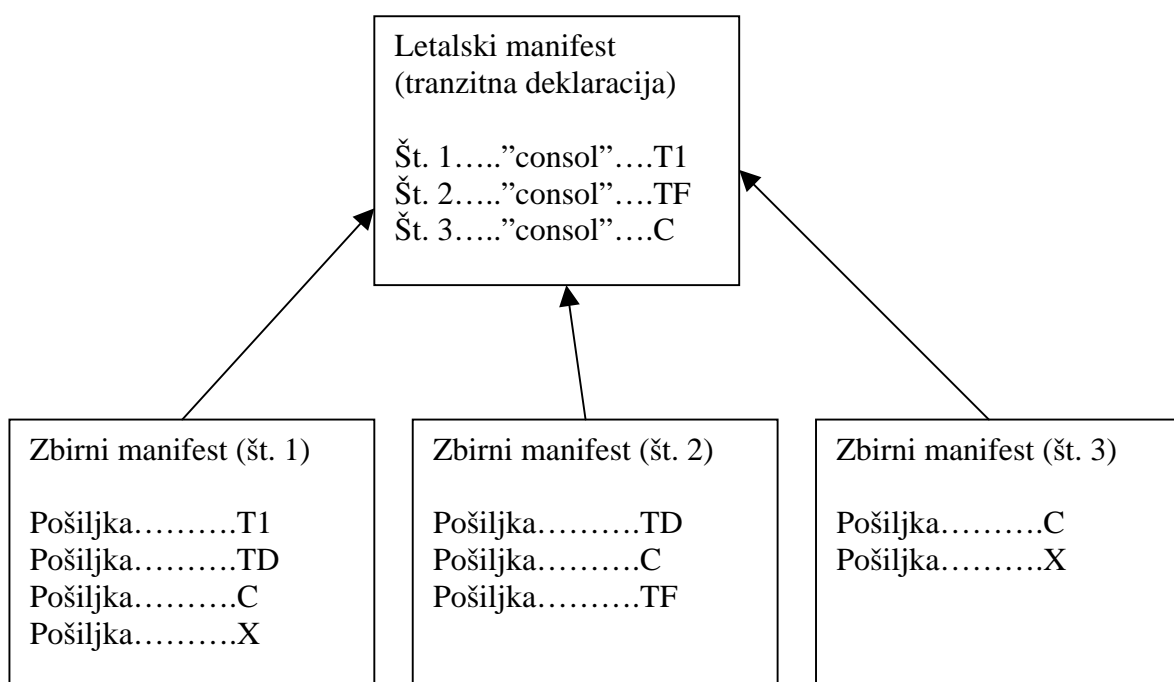 Letalski manifest
(tranzitna deklaracija)
Št. 1…..”consol”….T1
Št. 2…..”consol”….TF
Št. 3…..”consol”….C
Zbirni manifest (št. 1)
Pošiljka……….T1
Pošiljka……….TD
Pošiljka……….C
Pošiljka……….X
Zbirni manifest (št. 2)
Pošiljka……….TD
Pošiljka……….C
Pošiljka……….TF
Zbirni manifest (št. 3)
Pošiljka……….C
Pošiljka……….X